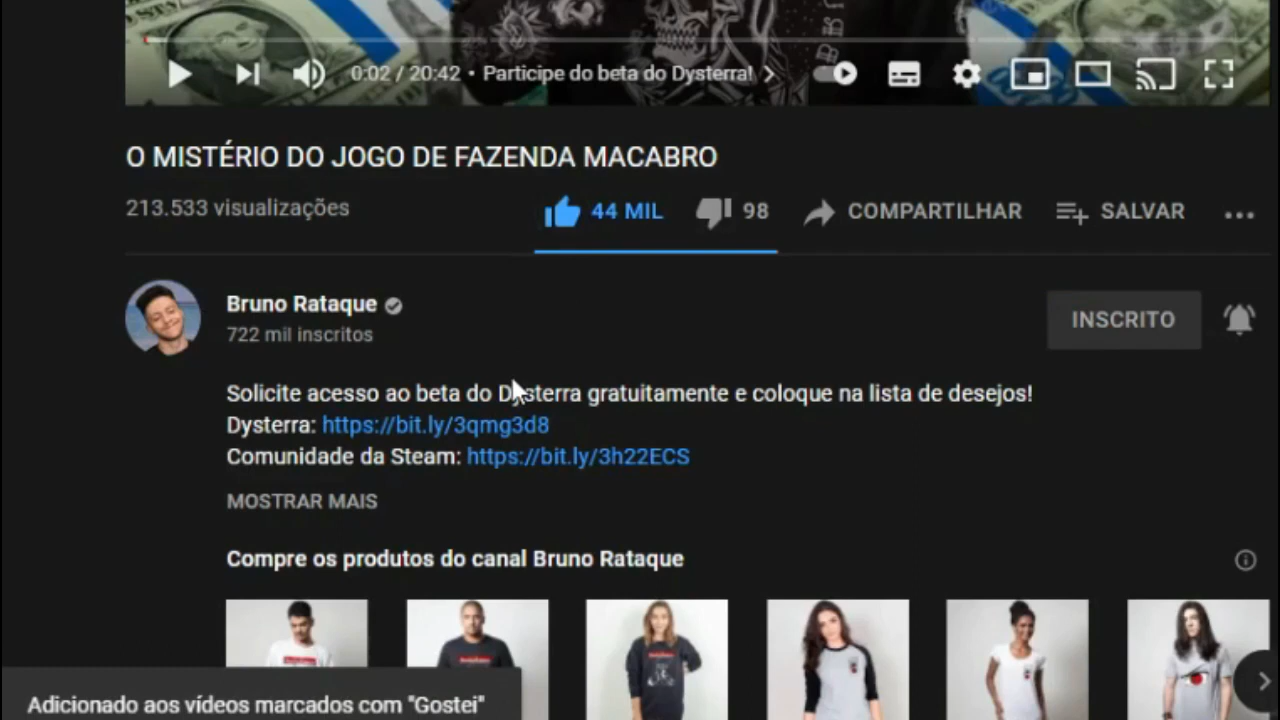 0:02 / 20:42 • Participe do beta do Dysterra!
O MISTÉRIO DO JOGO DE FAZENDA MACABRO
213.533 visualizações
44 MIL
98
COMPARTILHAR
SALVAR
Bruno Rataque
722 mil inscritos
INSCRITO
Solicite acesso ao beta do Dysterra gratuitamente e coloque na lista de desejos!
Dysterra: https://bit.ly/3qmg3d8
Comunidade da Steam: https://bit.ly/3h22ECS
MOSTRAR MAIS
Compre os produtos do canal Bruno Rataque
Adicionado aos vídeos marcados com "Gostei"